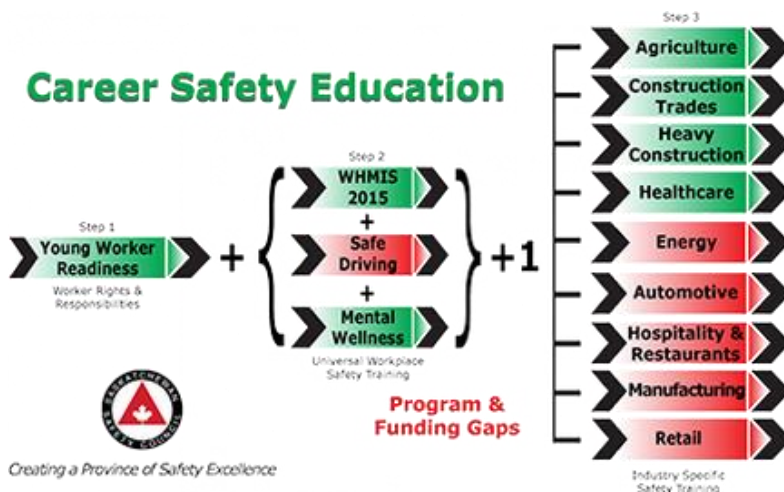 Career Safety Education
Step 1
Young Worker
Readiness
Worker Rights &
Responsibilities
+
Step 2
WHMIS
2015
+
Safe
Driving
+
Mental
Wellness
Universal Workplace
Safety Training
+1
Step 3
Agriculture
Construction
Trades
Heavy
Construction
Healthcare
Energy
Automotive
Hospitality &
Restaurants
Manufacturing
Retail
Industry Specific
Safety Training
Program &
Funding Gaps
SASKATCHEWAN
SAFETY COUNCIL
Creating a Province of Safety Excellence